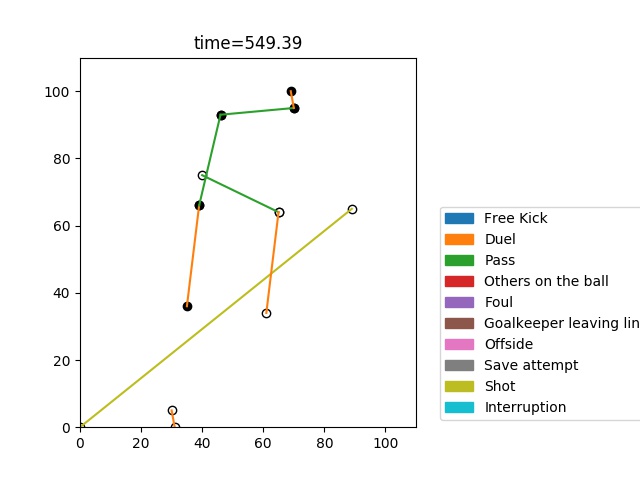 time=549.39
100
80
60
40
20
0
0 20 40 60 80 100
Free Kick
Duel
Pass
Others on the ball
Foul
Goalkeeper leaving lin
Offside
Save attempt
Shot
Interruption